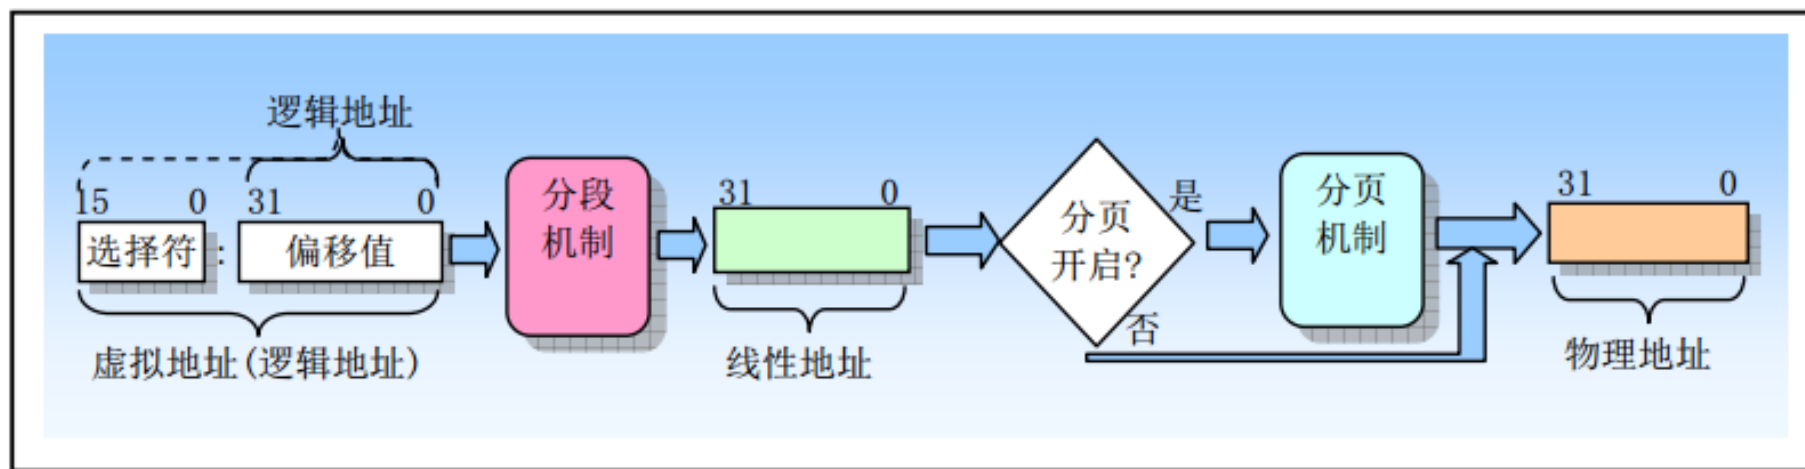 逻辑地址
15 0 31 0
选择符 : 偏移值
虚拟地址(逻辑地址)
分段
机制
31 0
线性地址
分页
开启?
是
否
分页
机制
31 0
物理地址